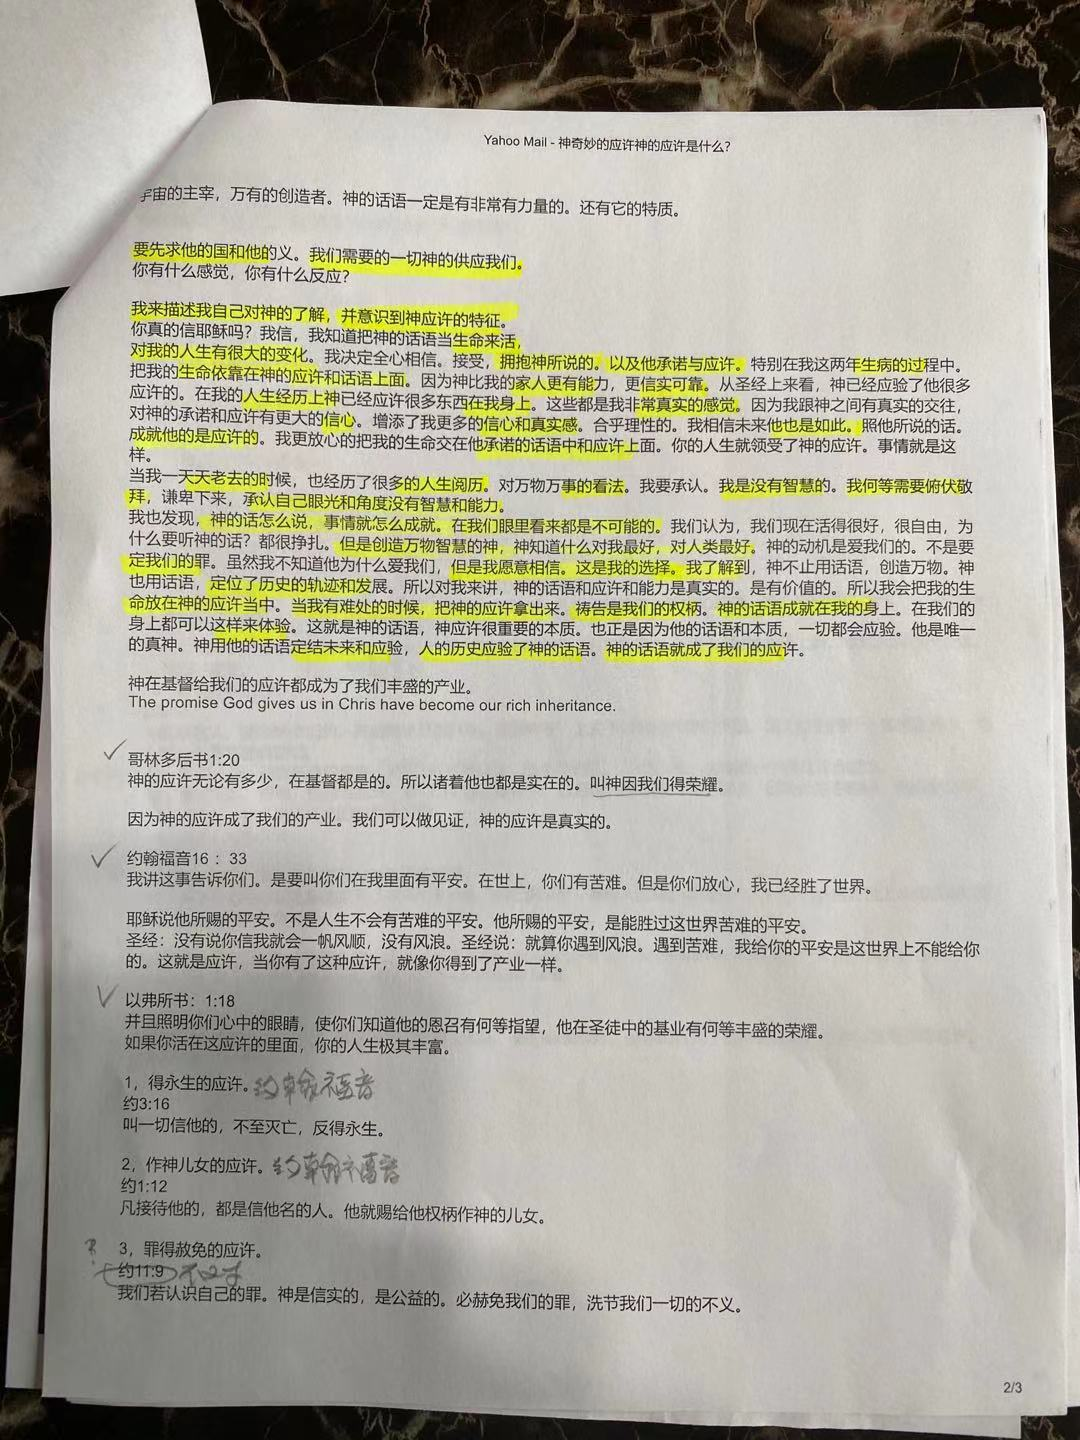 Yahoo Mail - 神奇妙的应许神的应许是什么？
宇宙的主宰，万有的创造者。神的话语一定是有非常有力量的。还有它的特质。
要先求他的国和他的义。我们需要的一切神的供应我们。
你有什么感觉，你有什么反应？
我来描述我自己对神的了解，并意识到神应许的特征。
你真的信耶稣吗？我信，我知道把神的话语当生命来活，
对我的人生有很大的变化。我决定全心相信。接受，拥抱神所说的。以及他承诺与应许。特别在我这两年生病的过程中。
把我的生命依靠在神的应许和话语上面。因为神比我的家人更有能力，更信实可靠。从圣经上来看，神已经应验了他很多
应许的。在我的人生经历上神已经应许很多东西在我身上。这些都是我非常真实的感觉。因为我跟神之间有真实的交往，
对神的承诺和应许有更大的信心。增添了我更多的信心和真实感。合乎理性的。我相信未来他也是如此。照他所说的话。
成就他的是应许的。我更放心的把我的生命交在他承诺的话语中和应许上面。你的人生就领受了神的应许。事情就是这
样。
当我一天天老去的时候，也经历了很多的人生阅历。对万物万事的看法。我要承认。我是没有智慧的。我何等需要俯伏敬
拜，谦卑下来，承认自己眼光和角度没有智慧和能力。
我也发现，神的话怎么说，事情就怎么成就。在我们眼里看来都是不可能的。我们认为，我们现在活得很好，很自由，为
什么要听神的话？都很挣扎。但是创造万物智慧的神，神知道什么对我最好，对人类最好。神的动机是爱我们的。不是要
定我们的罪。虽然我不知道他为什么爱我们，但是我愿意相信。这是我的选择。我了解到，神不止用话语，创造万物。神
也用话语，定位了历史的轨迹和发展。所以对我来讲，神的话语和应许和能力是真实的。是有价值的。所以我会把我的生
命放在神的应许当中。当我有难处的时候，把神的应许拿出来。祷告是我们的权柄。神的话语成就在我的身上。在我们的
身上都可以这样来体验。这就是神的话语，神应许很重要的本质。也正是因为他的话语和本质，一切都会应验。他是唯一
的真神。神用他的话语定结未来和应验，人的历史应验了神的话语。神的话语就成了我们的应许。
神在基督给我们的应许都成为了我们丰盛的产业。
The promise God gives us in Chris have become our rich inheritance.
哥林多后书1:20
神的应许无论有多少，在基督都是的。所以诸着他也都是实在的。叫神因我们得荣耀。
因为神的应许成了我们的产业。我们可以做见证，神的应许是真实的。
约翰福音16：33
我讲这事告诉你们。是要叫你们在我里面有平安。在世上，你们有苦难。但是你们放心，我已经胜了世界。
耶稣说他所赐的平安。不是人生不会有苦难的平安。他所赐的平安，是能胜过这世界苦难的平安。
圣经：没有说你信我就会一帆风顺，没有风浪。圣经说：就算你遇到风浪。遇到苦难，我给你的平安是这世界上不能给你
的。这就是应许，当你有了这种应许，就像你得到了产业一样。
以弗所书：1:18
并且照明你们心中的眼睛，使你们知道他的恩召有何等指望，他在圣徒中的基业有何等丰盛的荣耀。
如果你活在这应许的里面，你的人生极其丰富。
1，得永生的应许。约翰福音
约3:16
叫一切信他的，不至灭亡，反得永生。
2，作神儿女的应许。约翰福音
约1:12
凡接待他的，都是信他名的人。他就赐给他权柄作神的儿女。
3，罪得赦免的应许。
约11:9 不对
我们若认识自己的罪。神是信实的，是公益的。必赫免我们的罪，洗节我们一切的不义。
2/3